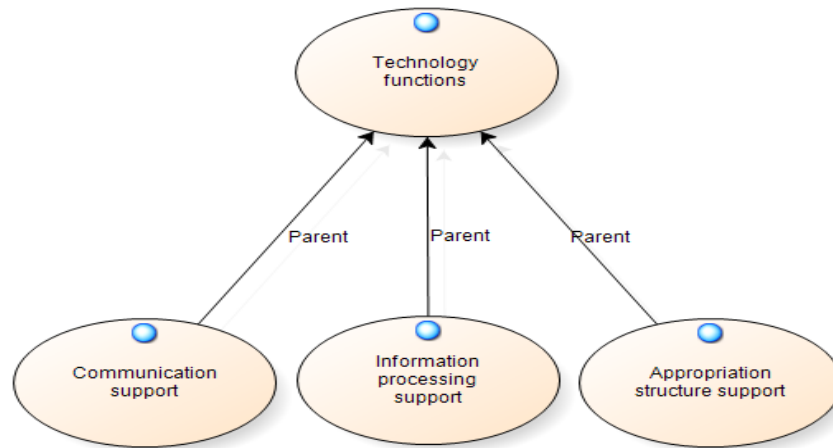 Technology
functions
Parent
Parent
Parent
Communication
support
Information
processing
support
Appropriation
structure support